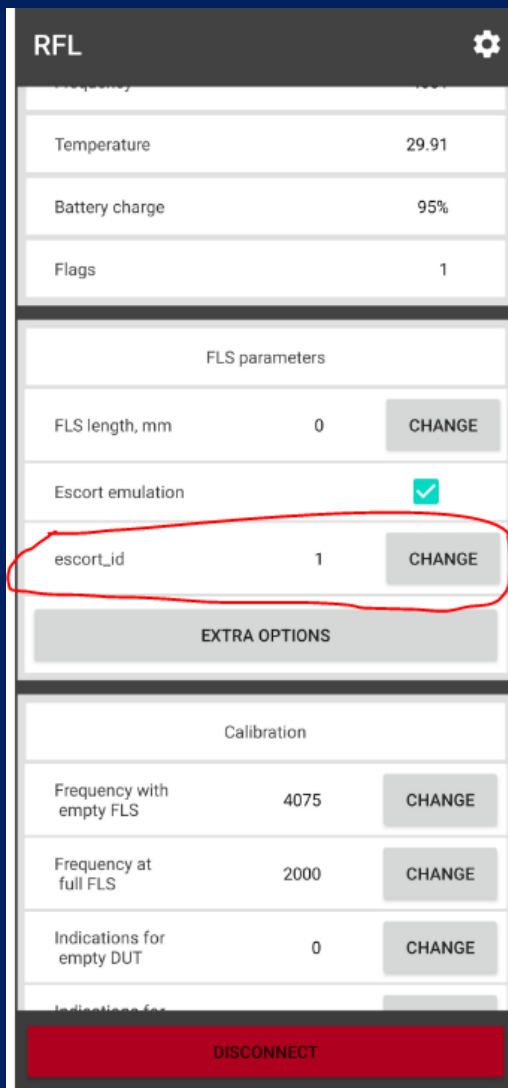 RFL
Temperature 29.91
Battery charge 95%
Flags 1
FLS parameters
FLS length, mm 0 CHANGE
Escort emulation
escort_id 1 CHANGE
EXTRA OPTIONS
Calibration
Frequency with
empty FLS 4075 CHANGE
Frequency at
full FLS 2000 CHANGE
Indications for
empty DUT 0 CHANGE
Indications for
DISCONNECT